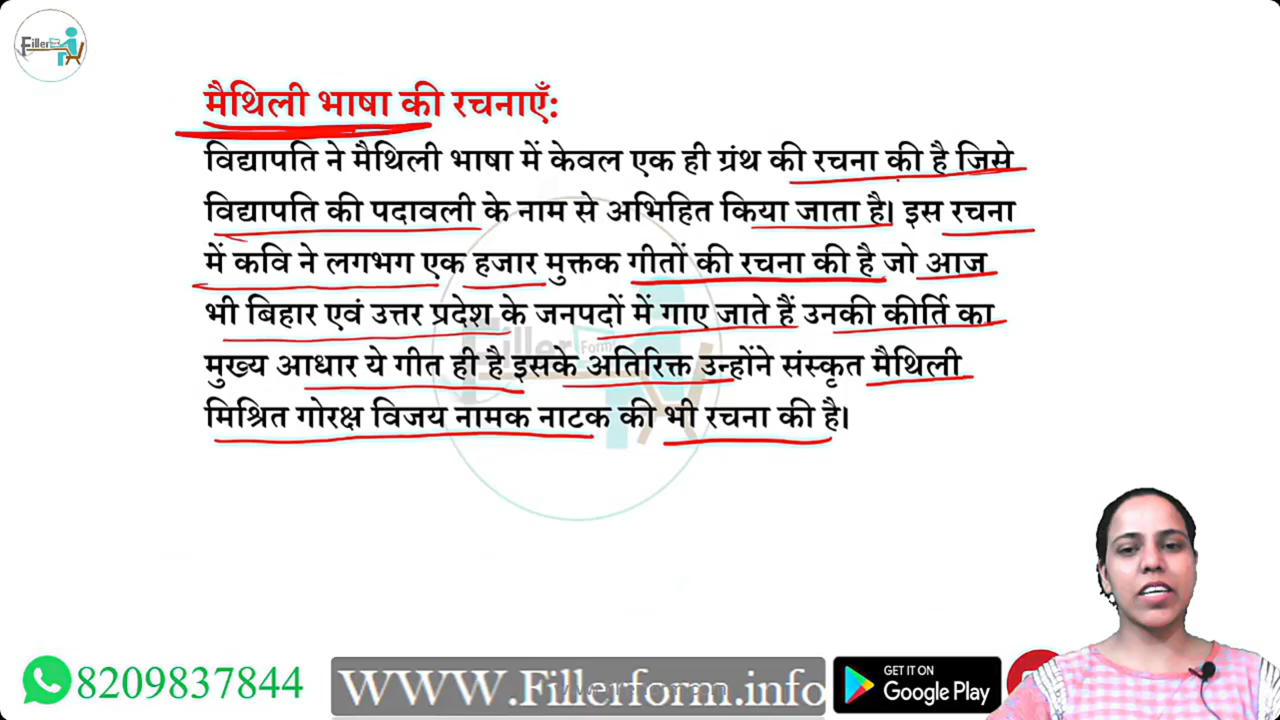 Filler
मैथिली भाषा की रचनाएँ:
विद्यापति ने मैथिली भाषा में केवल एक ही ग्रंथ की रचना की है जिसे
विद्यापति की पदावली के नाम से अभिहित किया जाता है। इस रचना
में कवि ने लगभग एक हजार मुक्तक गीतों की रचना की है जो आज
भी बिहार एवं उत्तर प्रदेश के जनपदों में गाए जाते हैं उनकी कीर्ति का
मुख्य आधार ये गीत ही है इसके अतिरिक्त उन्होंने संस्कृत मैथिली
मिश्रित गोरक्ष विजय नामक नाटक की भी रचना की है।
Filler Form
8209837844
WWW.Fillerform.info
GET IT ON
Google Play